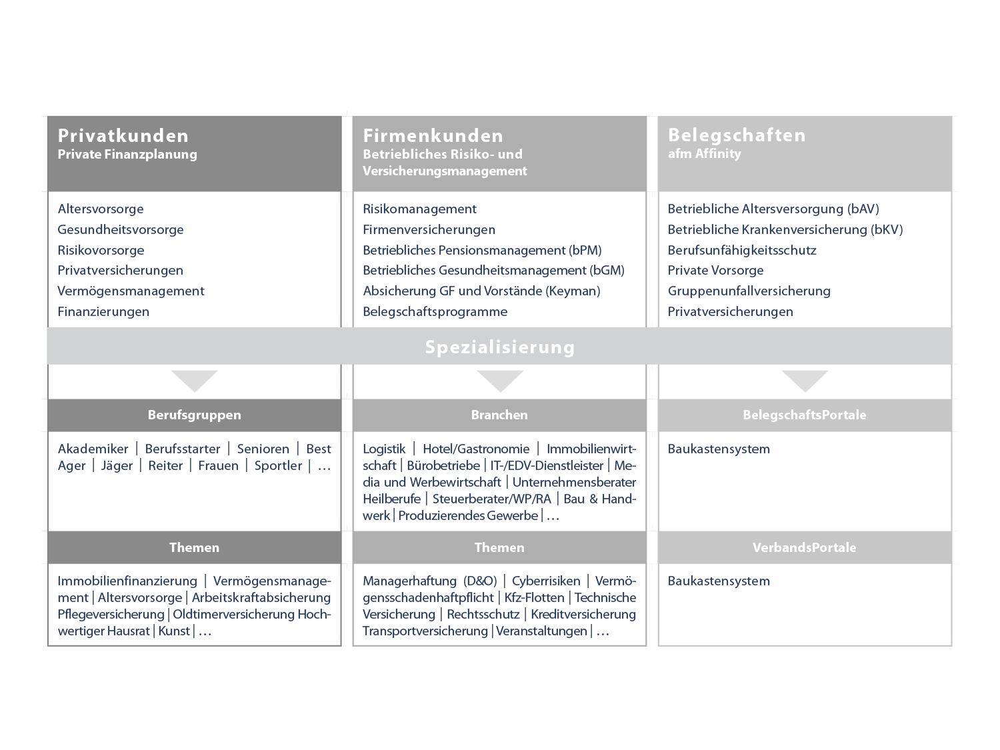 Privatkunden
Private Finanzplanung
Altersvorsorge
Gesundheitsvorsorge
Risikovorsorge
Privatversicherungen
Vermögensmanagement
Finanzierungen
Firmenkunden
Betriebliches Risiko- und
Versicherungsmanagement
Risikomanagement
Firmenversicherungen
Betriebliches Pensionsmanagement (bPM)
Betriebliches Gesundheitsmanagement (bGM)
Absicherung GF und Vorstände (Keyman)
Belegschaftsprogramme
Belegschaften
afm Affinity
Betriebliche Altersversorgung (bAV)
Betriebliche Krankenversicherung (bKV)
Berufsunfähigkeitsschutz
Private Vorsorge
Gruppenunfallversicherung
Privatversicherungen
Spezialisierung
Berufsgruppen
Akademiker | Berufsstarter | Senioren | Best
Ager | Jäger | Reiter | Frauen | Sportler | …
Themen
Immobilienfinanzierung | Vermögensmanage-
ment | Altersvorsorge | Arbeitskraftabsicherung
Pflegeversicherung | Oldtimerversicherung Hoch-
wertiger Hausrat | Kunst | …
Branchen
Logistik | Hotel/Gastronomie | Immobilienwirt-
schaft | Bürobetriebe | IT-/EDV-Dienstleister | Me-
dia und Werbewirtschaft | Unternehmensberater
Heilberufe | Steuerberater/WP/RA | Bau & Hand-
werk | Produzierendes Gewerbe | …
Themen
Managerhaftung (D&O) | Cyberrisiken | Vermö-
gensschadenhaftpflicht | Kfz-Flotten | Technische
Versicherung | Rechtsschutz | Kreditversicherung
Transportversicherung | Veranstaltungen | …
BelegschaftsPortale
Baukastensystem
VerbandsPortale
Baukastensystem